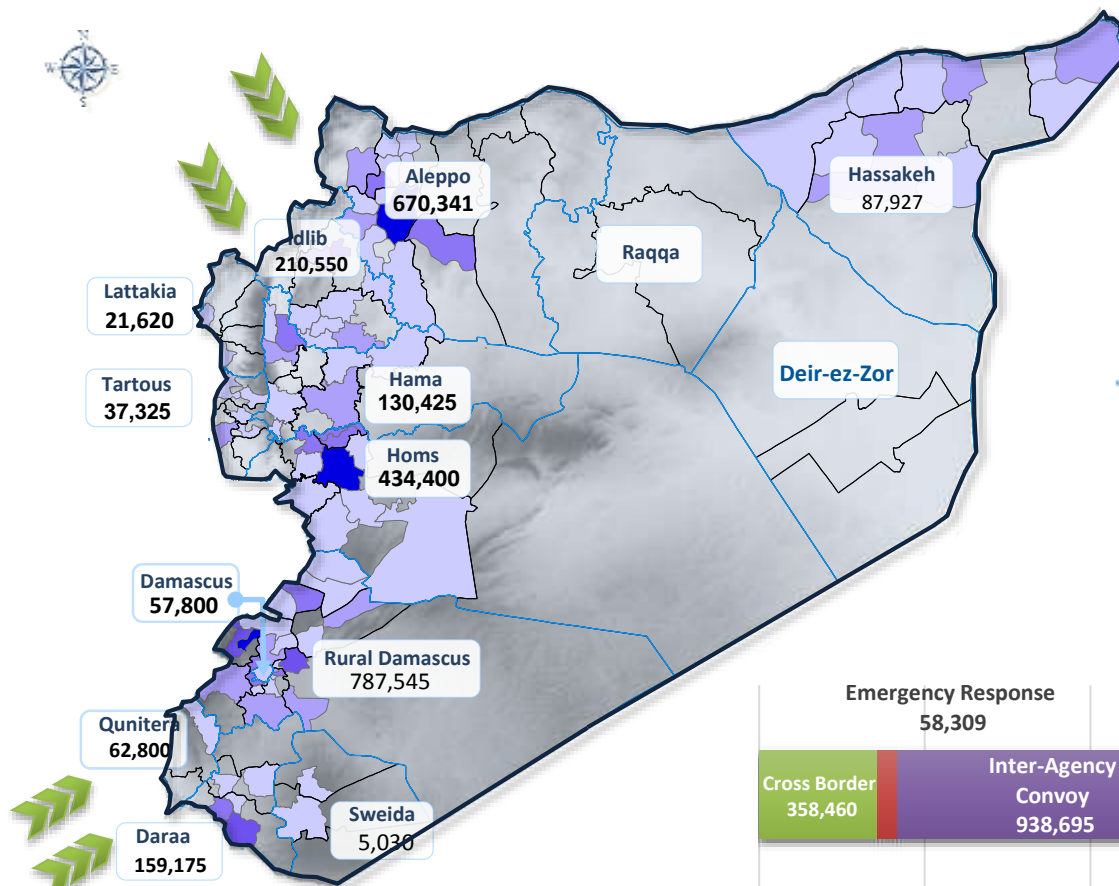 N
W
E
S
Aleppo
670,341
Hassakeh
87,927
Idlib
210,550
Raqqa
Lattakia
21,620
Deir-ez-Zor
Tartous
37,325
Hama
130,425
Homs
434,400
Damascus
57,800
Rural Damascus
787,545
Qunitera
62,800
Emergency Response
58,309
Cross Border
358,460
Inter-Agency
Convoy
938,695
Sweida
5,030
Daraa
159,175